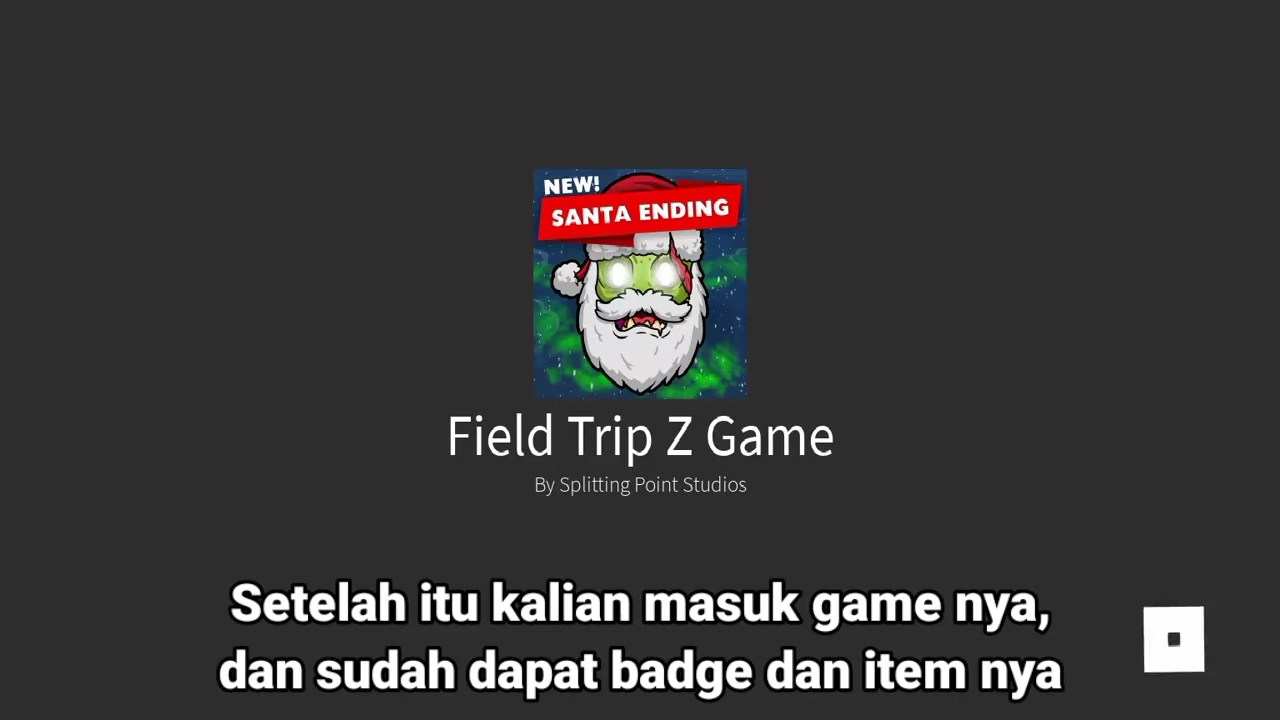 NEW!
SANTA ENDING
Field Trip Z Game
By Splitting Point Studios
Setelah itu kalian masuk game nya,
dan sudah dapat badge dan item nya